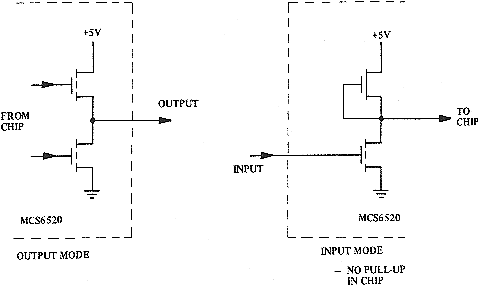 +5V
FROM
CHIP
OUTPUT
MCS6520
OUTPUT MODE
+5V
TO
CHIP
INPUT
MCS6520
INPUT MODE
— NO PULL-UP
IN CHIP